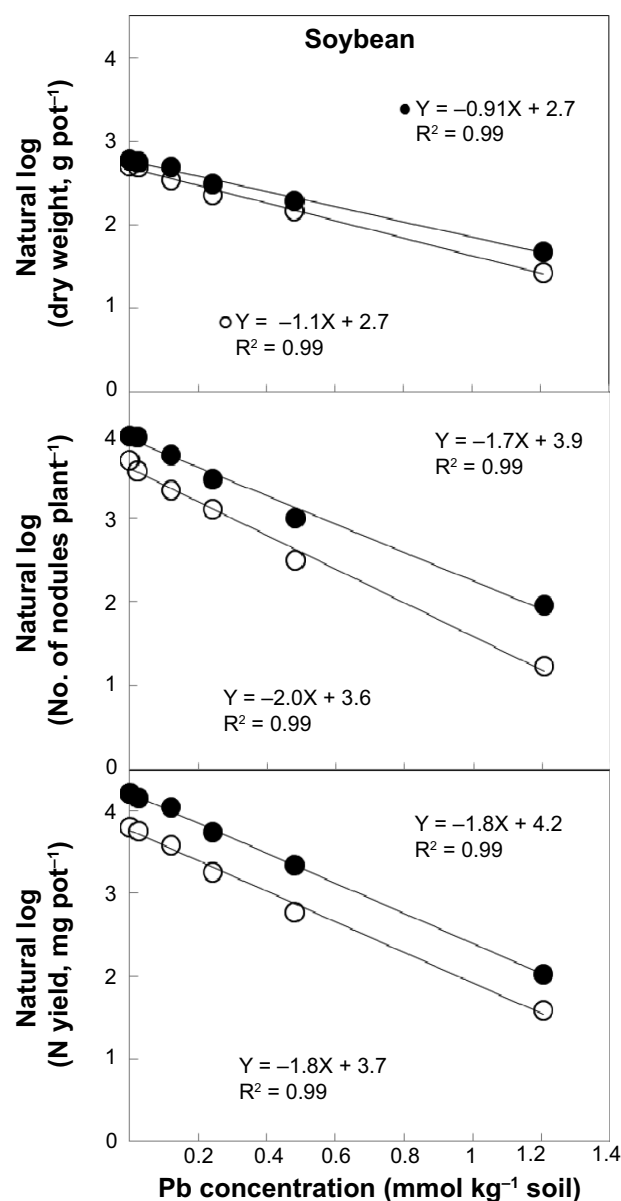 Soybean
4
3
2
1
0
Natural log
(dry weight, g pot⁻¹)
Y = –0.91X + 2.7
R² = 0.99
Y = –1.1X + 2.7
R² = 0.99
4
3
2
1
0
Natural log
(No. of nodules plant⁻¹)
Y = –1.7X + 3.9
R² = 0.99
Y = –2.0X + 3.6
R² = 0.99
4
3
2
1
0
Natural log
(N yield, mg pot⁻¹)
Y = –1.8X + 4.2
R² = 0.99
Y = –1.8X + 3.7
R² = 0.99
0.2 0.4 0.6 0.8 1 1.2 1.4
Pb concentration (mmol kg⁻¹ soil)